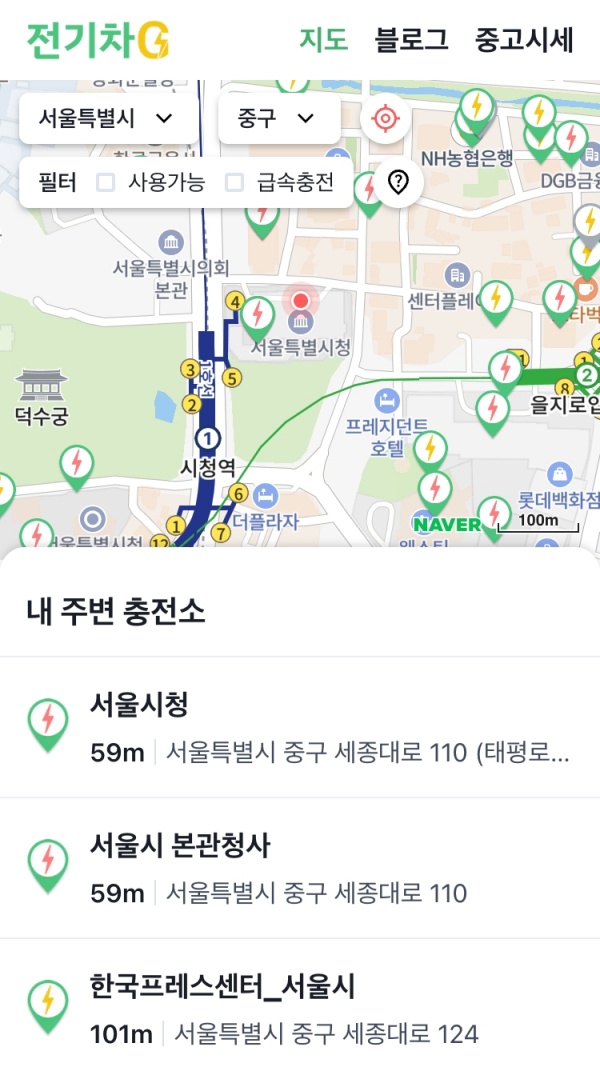 전기차G
지도 블로그 중고시세
서울특별시
중구
NH농협은행
필터 사용가능 급속충전
서울특별시의회
본관
센터플레
4
서울특별시청
3
5
1호선
2
덕수궁
8
2
을지로입
프레지던트
호텔
1
시청역
6
더플라자
롯데백화점
1
7
NAVER
100m
12
내 주변 충전소
서울시청
59m 서울특별시 중구 세종대로 110 (태평로...
서울시 본관청사
59m 서울특별시 중구 세종대로 110
한국프레스센터_서울시
101m 서울특별시 중구 세종대로 124